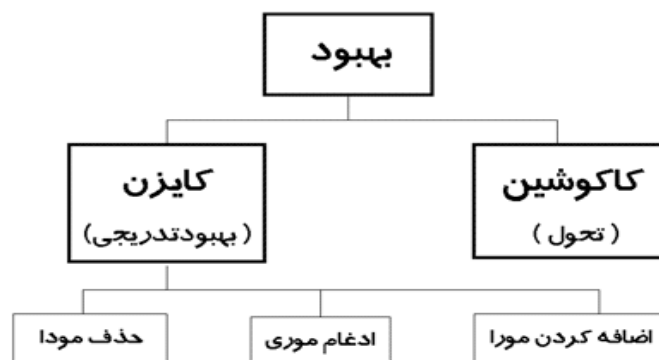 بهبود
کاکوشین
( تحول )
کایزن
( بهبودتدریجی)
اضافه کردن مورا
ادغام موری
حذف مودا